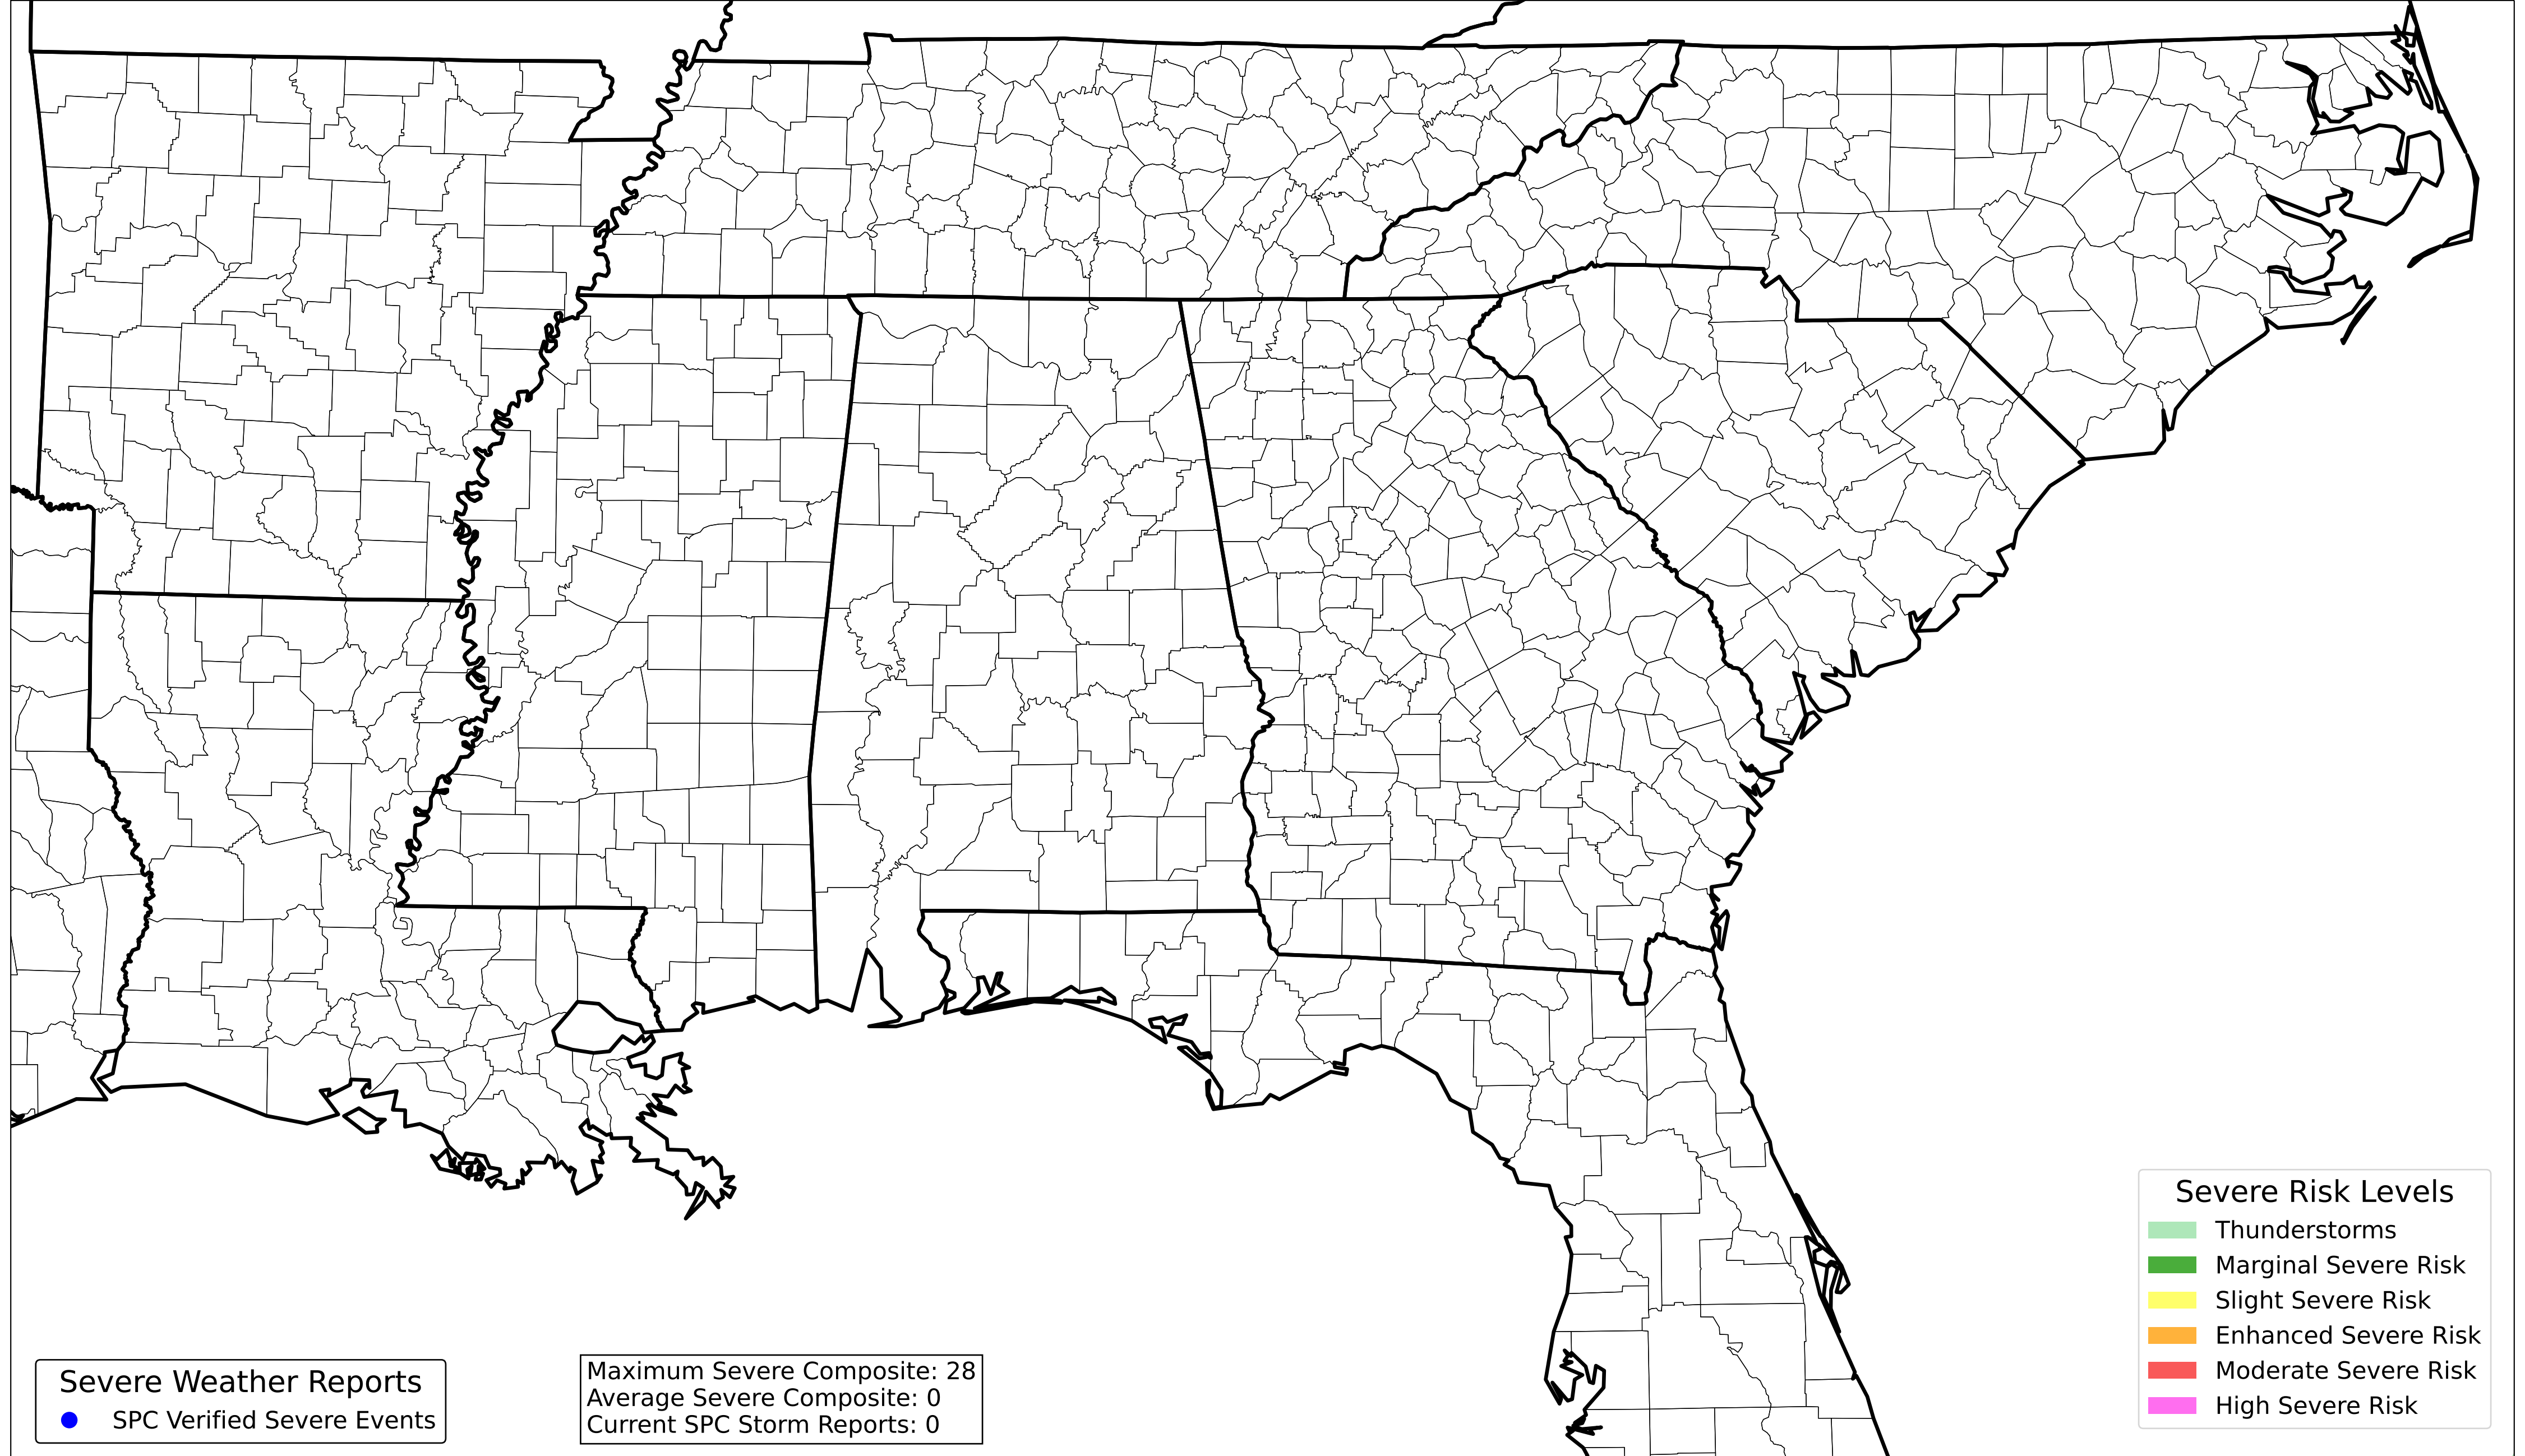 Severe Weather Reports
SPC Verified Severe Events
Maximum Severe Composite: 28
Average Severe Composite: 0
Current SPC Storm Reports: 0
Severe Risk Levels
Thunderstorms
Marginal Severe Risk
Slight Severe Risk
Enhanced Severe Risk
Moderate Severe Risk
High Severe Risk